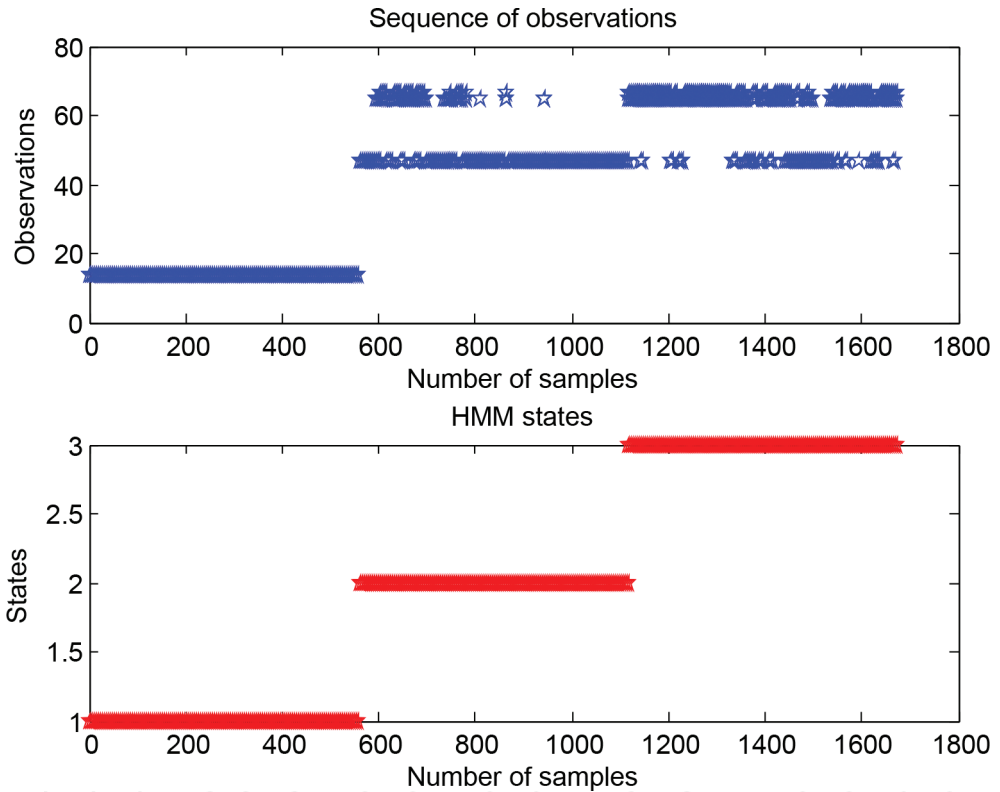 Sequence of observations
80
60
40
20
0
Observations
0 200 400 600 800 1000 1200 1400 1600 1800
Number of samples
HMM states
3
2.5
2
1.5
1
States
0 200 400 600 800 1000 1200 1400 1600 1800
Number of samples